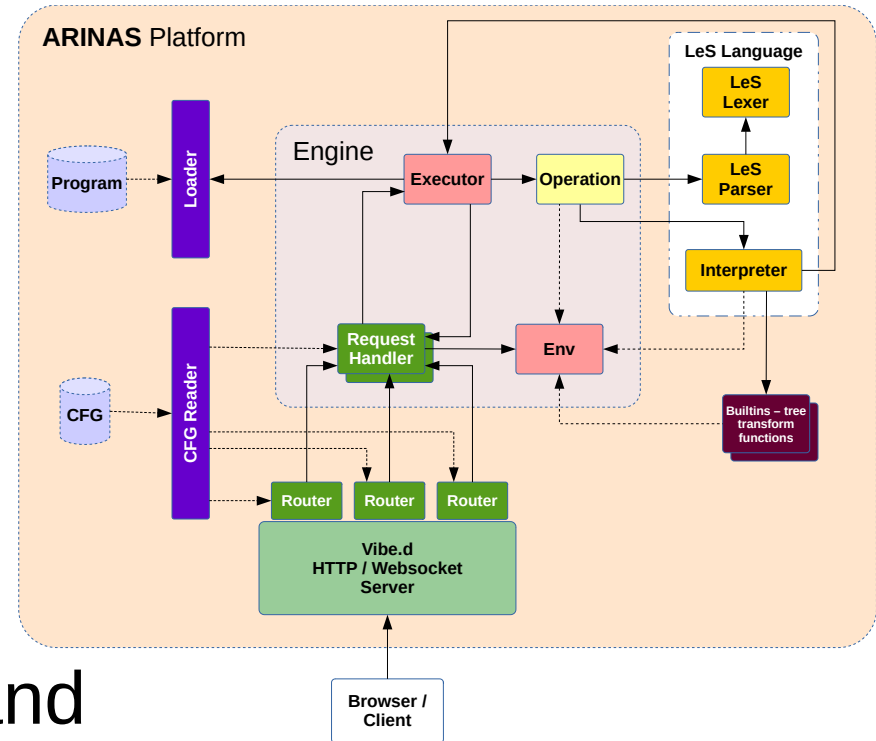 ARINAS Platform
LeS Language
LeS
Lexer
Engine
Program
Loader
Executor
Operation
LeS
Parser
Interpreter
Request
Handler
Env
CFG
CFG Reader
Builtins – tree
transform
functions
Router
Router
Router
Vibe.d
HTTP / Websocket
Server
Browser /
Client